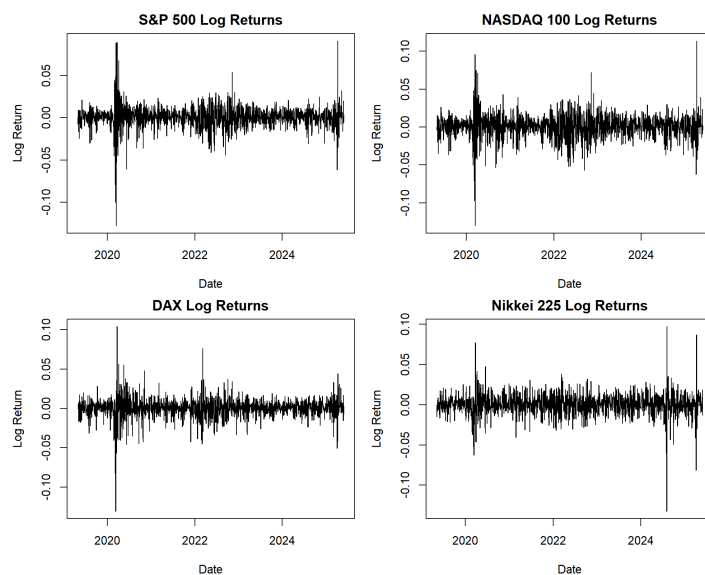 S&P 500 Log Returns
Log Return
0.05
0.00
-0.05
-0.10
2020 2022 2024
Date
NASDAQ 100 Log Returns
Log Return
0.10
0.05
0.00
-0.05
-0.10
2020 2022 2024
Date
DAX Log Returns
Log Return
0.10
0.05
0.00
-0.05
-0.10
2020 2022 2024
Date
Nikkei 225 Log Returns
Log Return
0.10
0.05
0.00
-0.05
-0.10
2020 2022 2024
Date